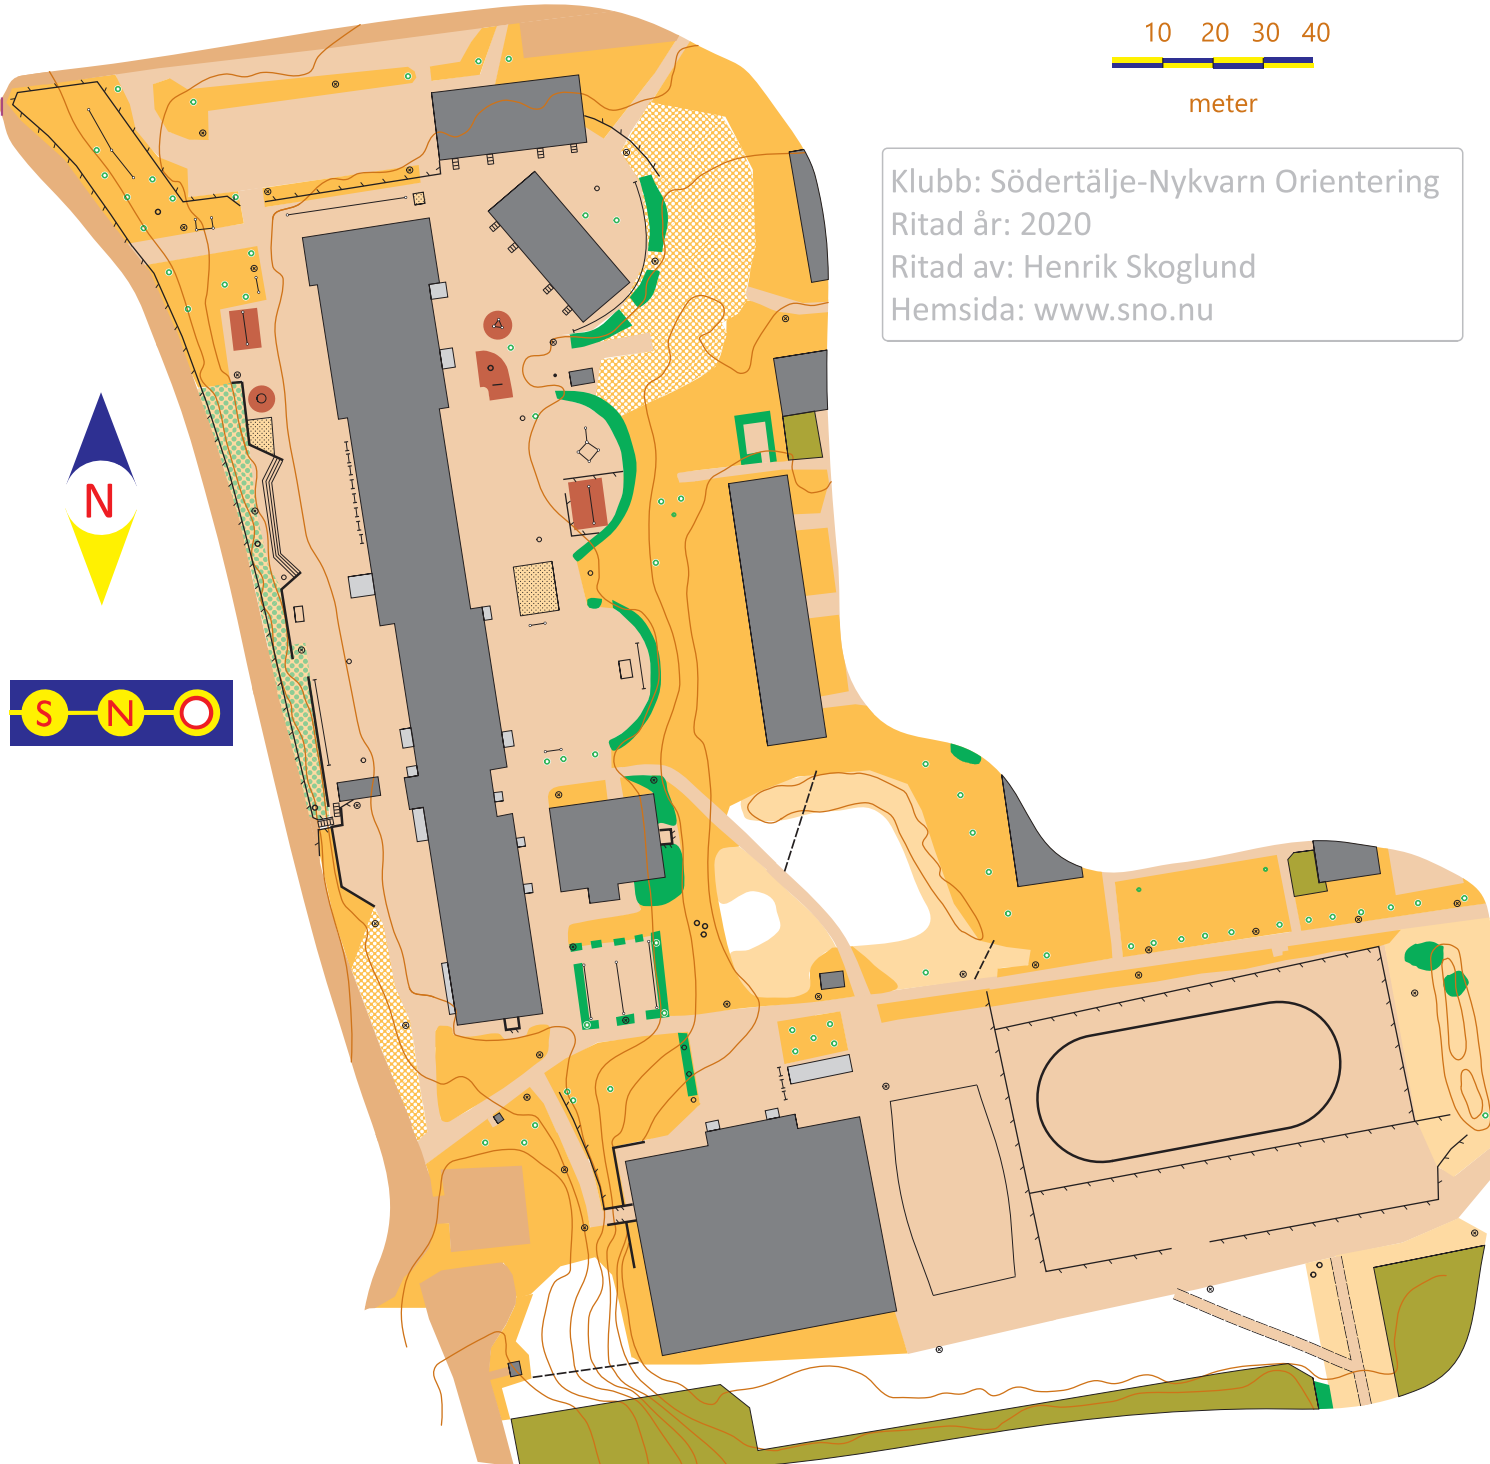 10 20 30 40
meter
Klubb: Södertälje-Nykvarn Orientering
Ritad år: 2020
Ritad av: Henrik Skoglund
Hemsida: www.sno.nu
N
S N O